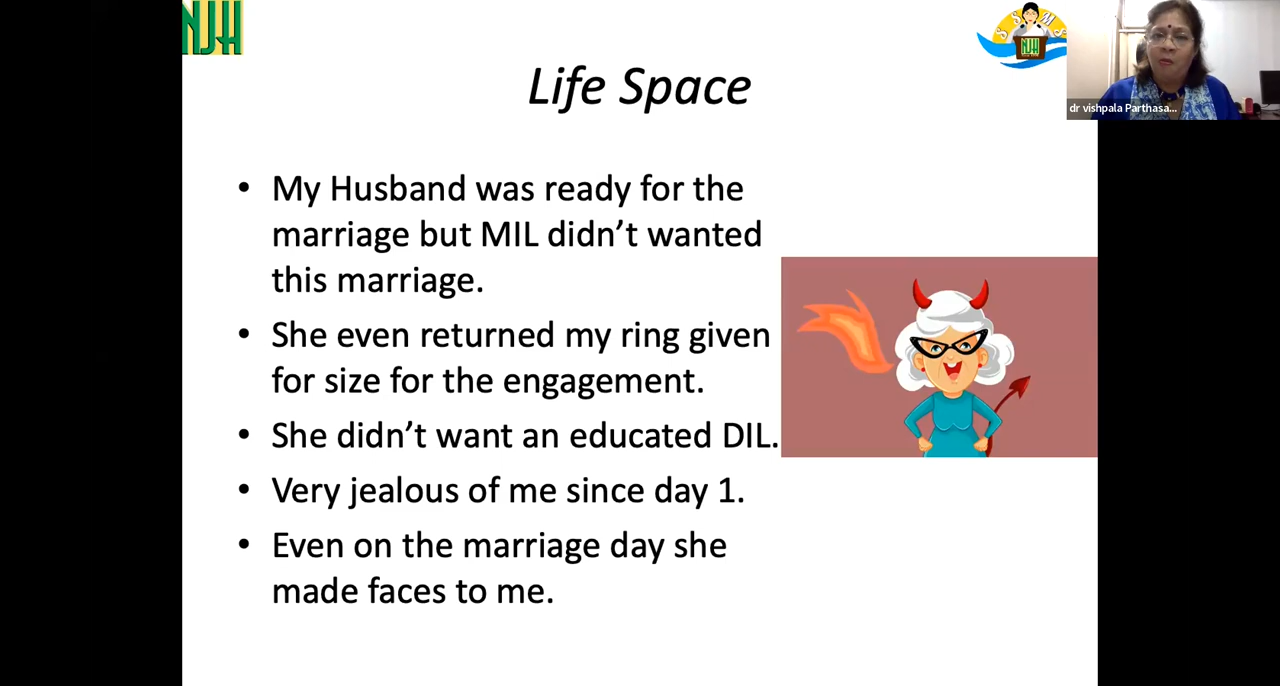 NJH
S S M S
NJH
dr vishpala Parthasa...
Life Space
• My Husband was ready for the
marriage but MIL didn’t wanted
this marriage.
• She even returned my ring given
for size for the engagement.
• She didn’t want an educated DIL.
• Very jealous of me since day 1.
• Even on the marriage day she
made faces to me.